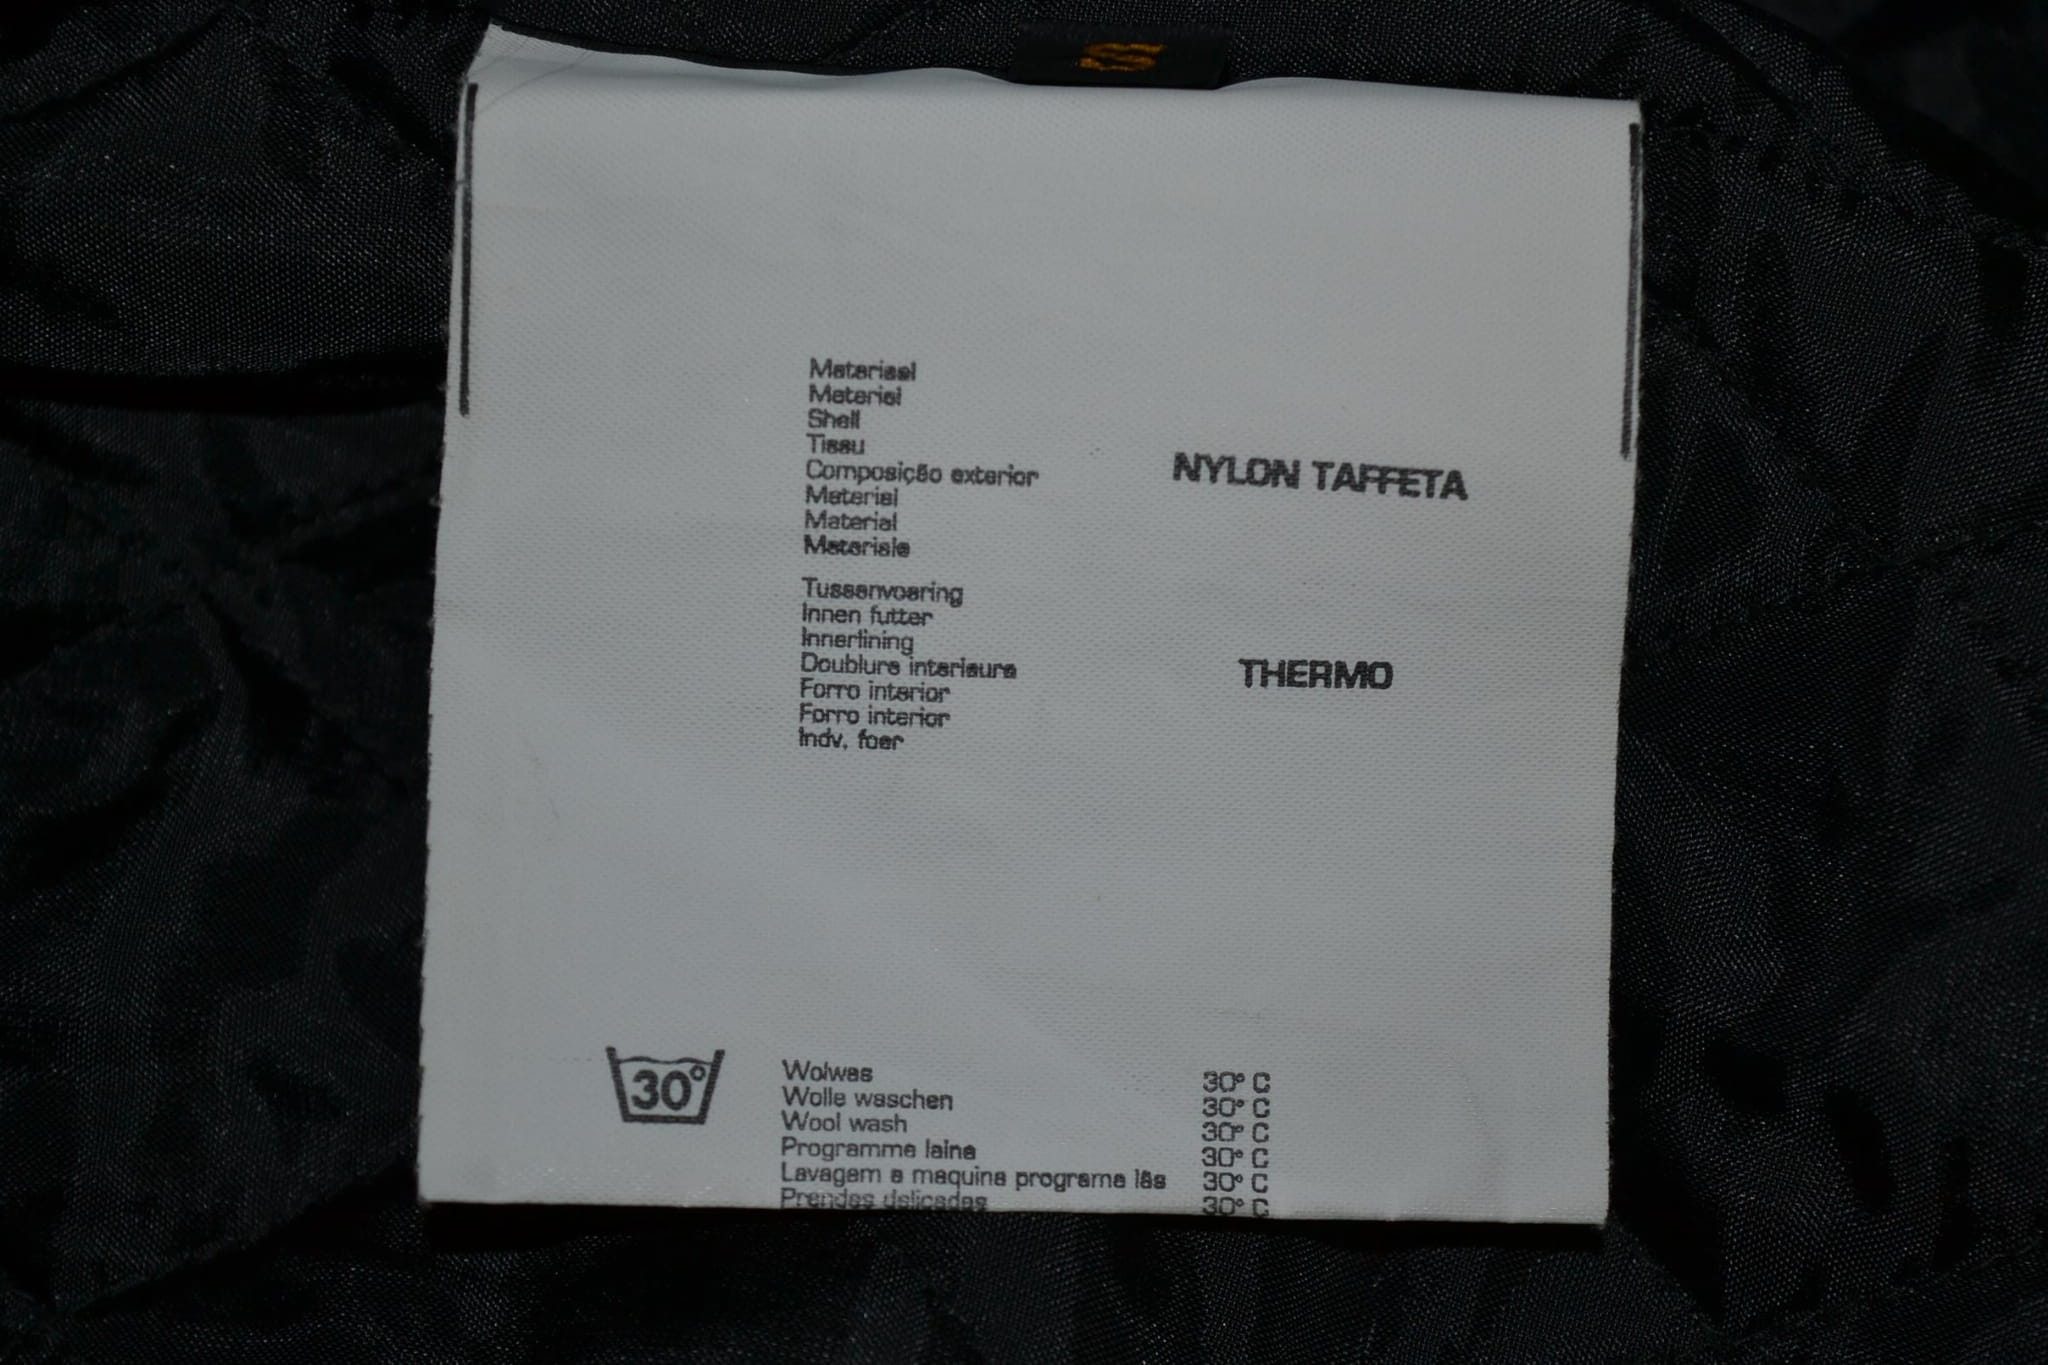 S
Materiaal
Material
Shell
Tissu
Composição exterior
Material
Material
Materiale
NYLON TAFFETA
Tussenvoering
Innen futter
Innerlining
Doublure interieure
Forro interior
Forro interior
Indv. foer
THERMO
30°
Wolwas 30° C
Wolle waschen 30° C
Wool wash 30° C
Programme laine 30° C
Lavagem a maquina programa lãs 30° C
Prendas delicadas 30° C